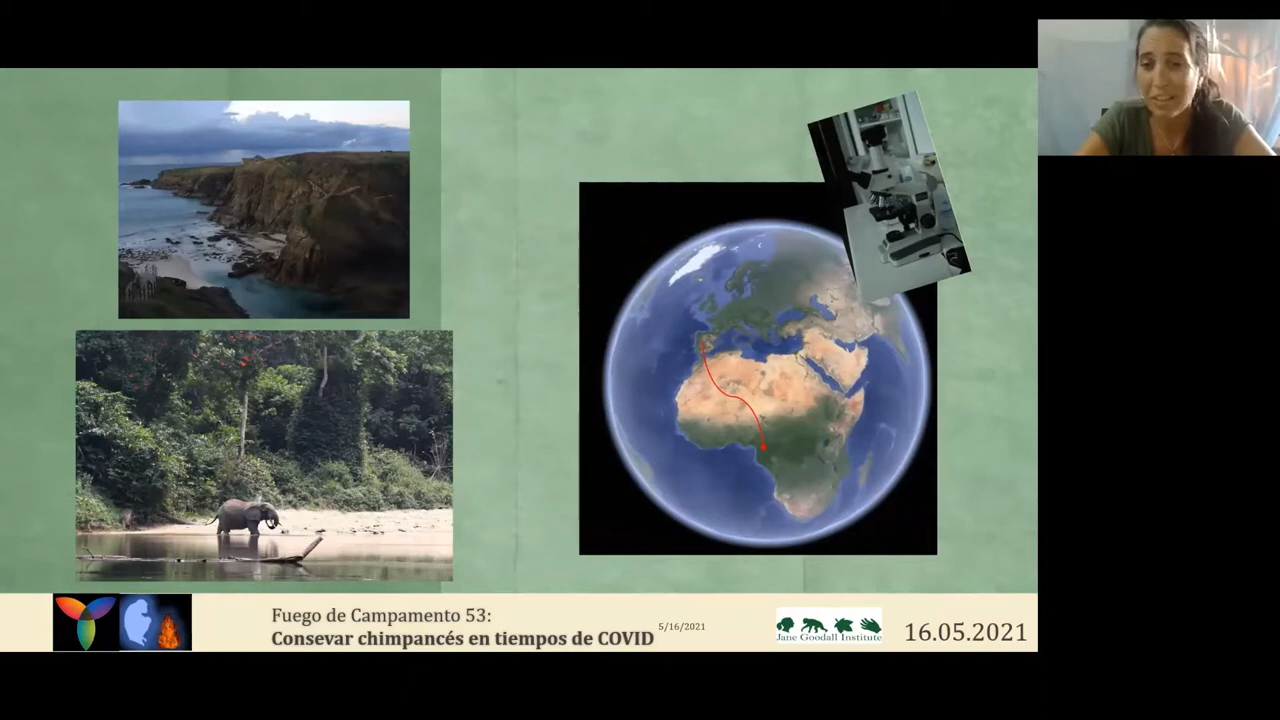 Fuego de Campamento 53:
Consevar chimpancés en tiempos de COVID
5/16/2021
Jane Goodall Institute
16.05.2021